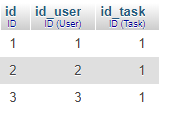 id id_user id_task
ID ID (User) ID (Task)
1 1 1
2 2 1
3 3 1